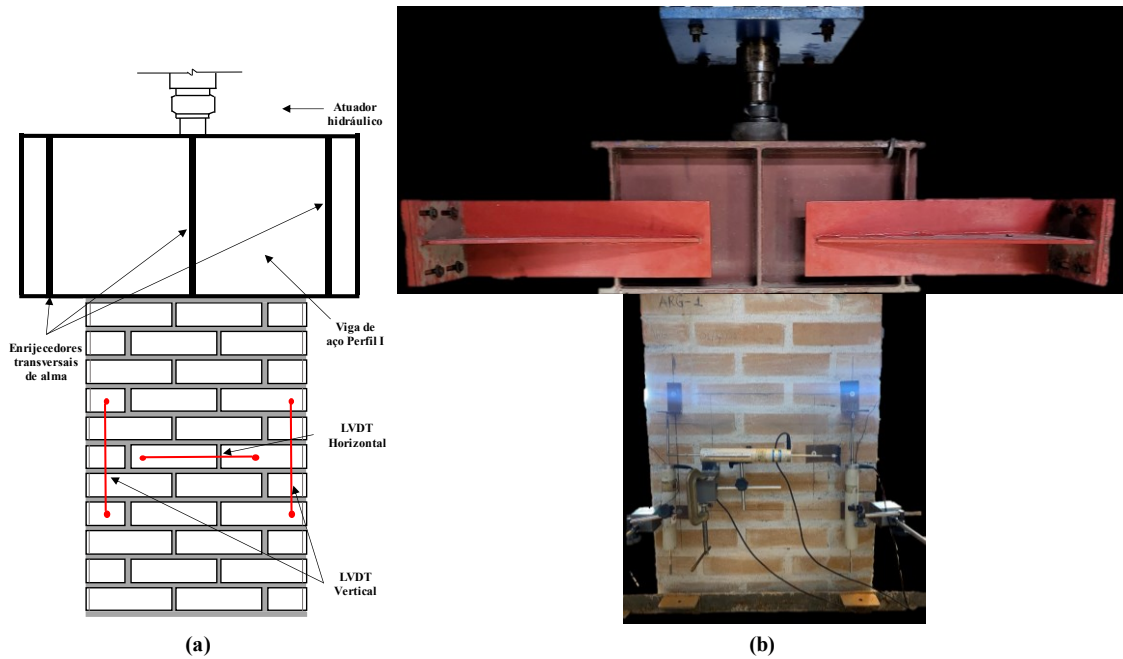 Atuador
hidráulico
Viga de
aço Perfil I
Enrijecedores
transversais
de alma
LVDT
Horizontal
LVDT
Vertical
ARG-1
(a)
(b)